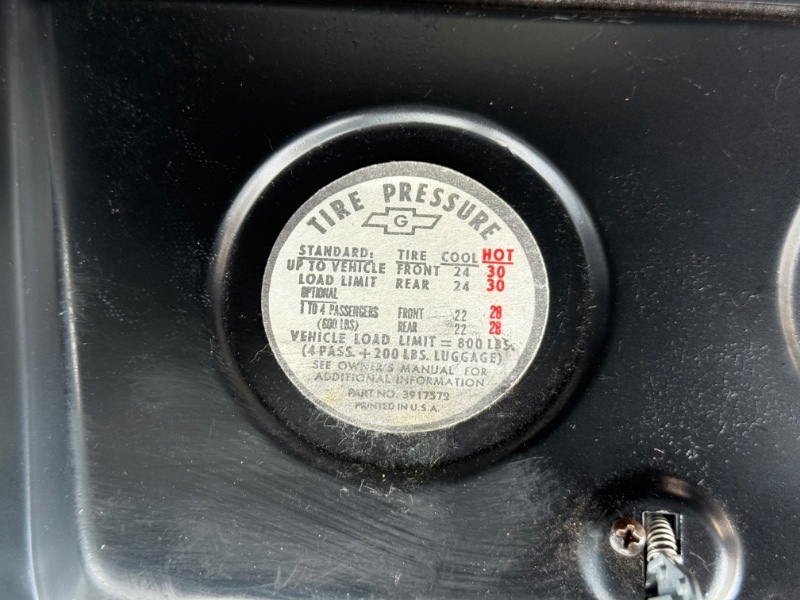 TIRE PRESSURE
G
STANDARD: TIRE COOL HOT
UP TO VEHICLE FRONT 24 30
LOAD LIMIT REAR 24 30
OPTIONAL
1 TO 4 PASSENGERS FRONT 22 28
(600 LBS) REAR 22 28
VEHICLE LOAD LIMIT = 800 LBS.
(4 PASS. + 200 LBS. LUGGAGE)
SEE OWNER'S MANUAL FOR
ADDITIONAL INFORMATION
PART NO. 3917572
PRINTED IN U.S.A.